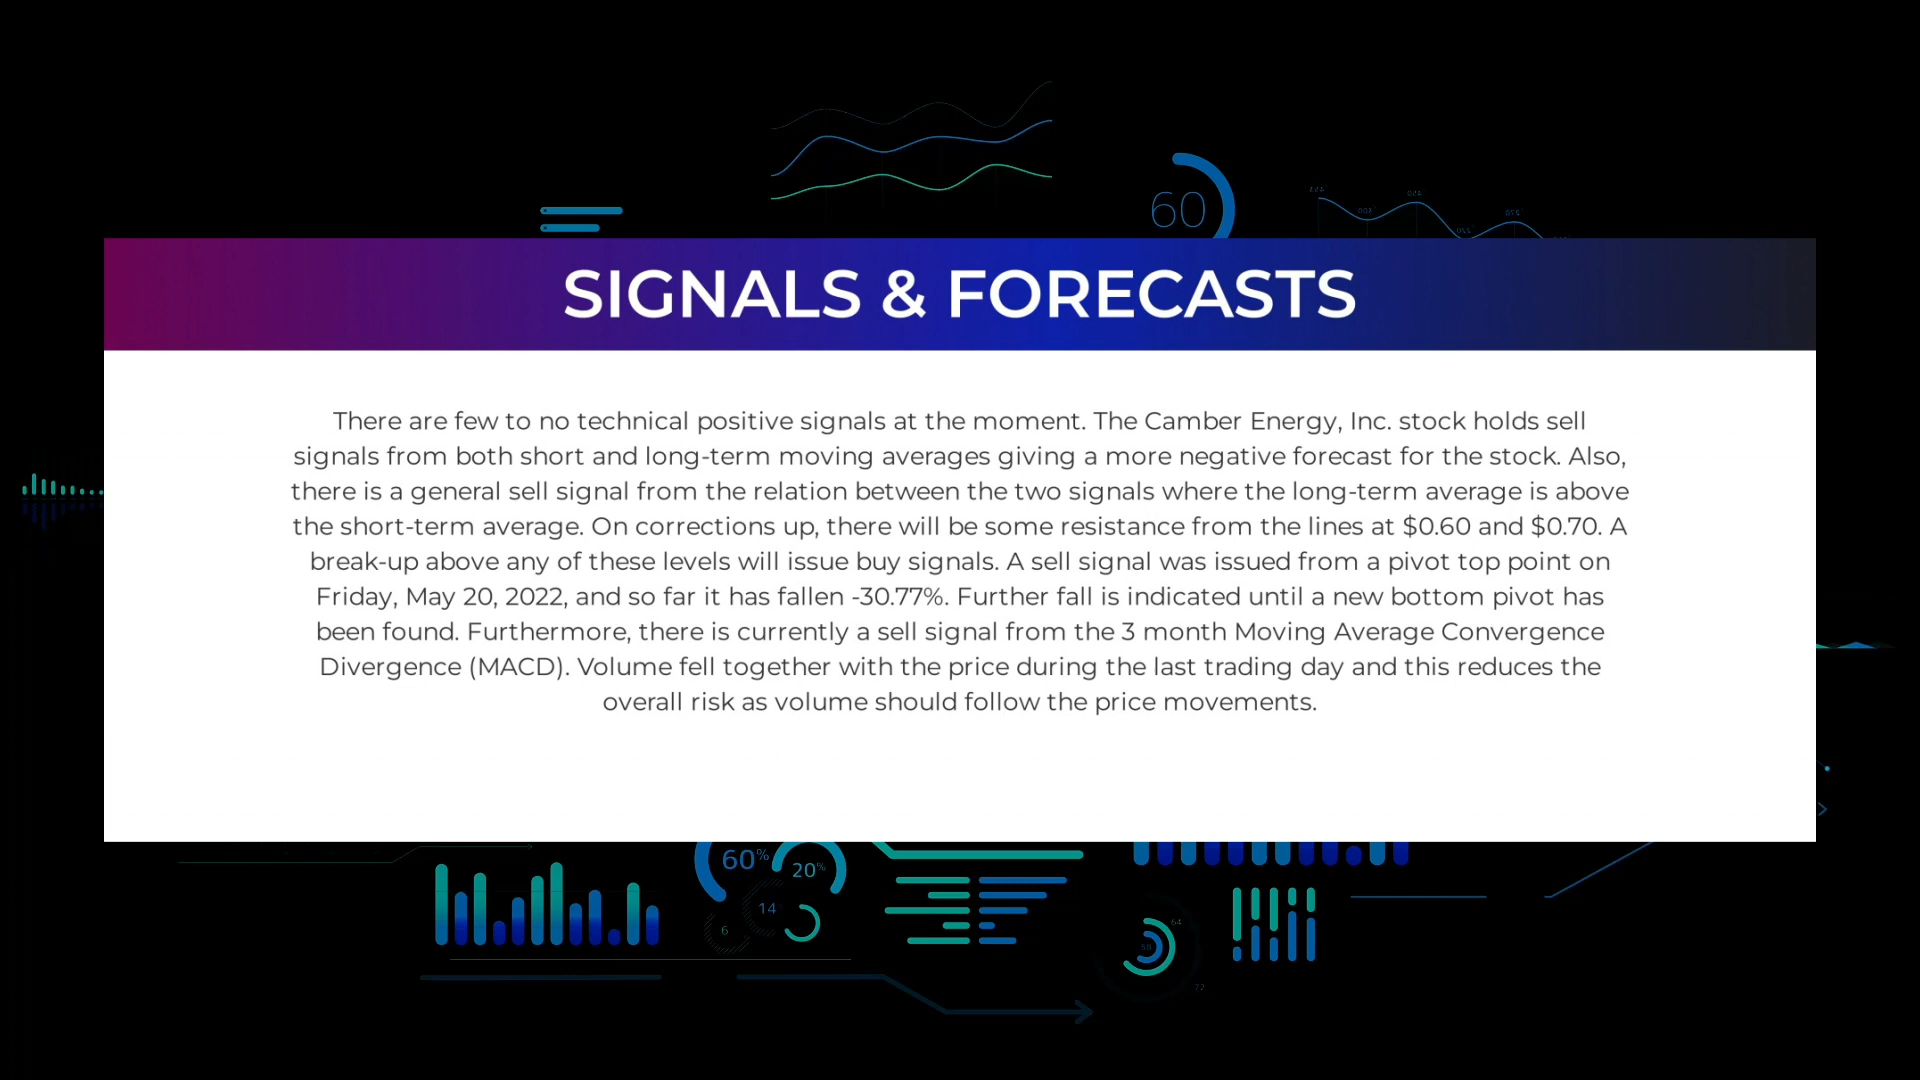 60
SIGNALS & FORECASTS
There are few to no technical positive signals at the moment. The Camber Energy, Inc. stock holds sell
signals from both short and long-term moving averages giving a more negative forecast for the stock. Also,
there is a general sell signal from the relation between the two signals where the long-term average is above
the short-term average. On corrections up, there will be some resistance from the lines at $0.60 and $0.70. A
break-up above any of these levels will issue buy signals. A sell signal was issued from a pivot top point on
Friday, May 20, 2022, and so far it has fallen -30.77%. Further fall is indicated until a new bottom pivot has
been found. Furthermore, there is currently a sell signal from the 3 month Moving Average Convergence
Divergence (MACD). Volume fell together with the price during the last trading day and this reduces the
overall risk as volume should follow the price movements.
60%
20%
14
6
64